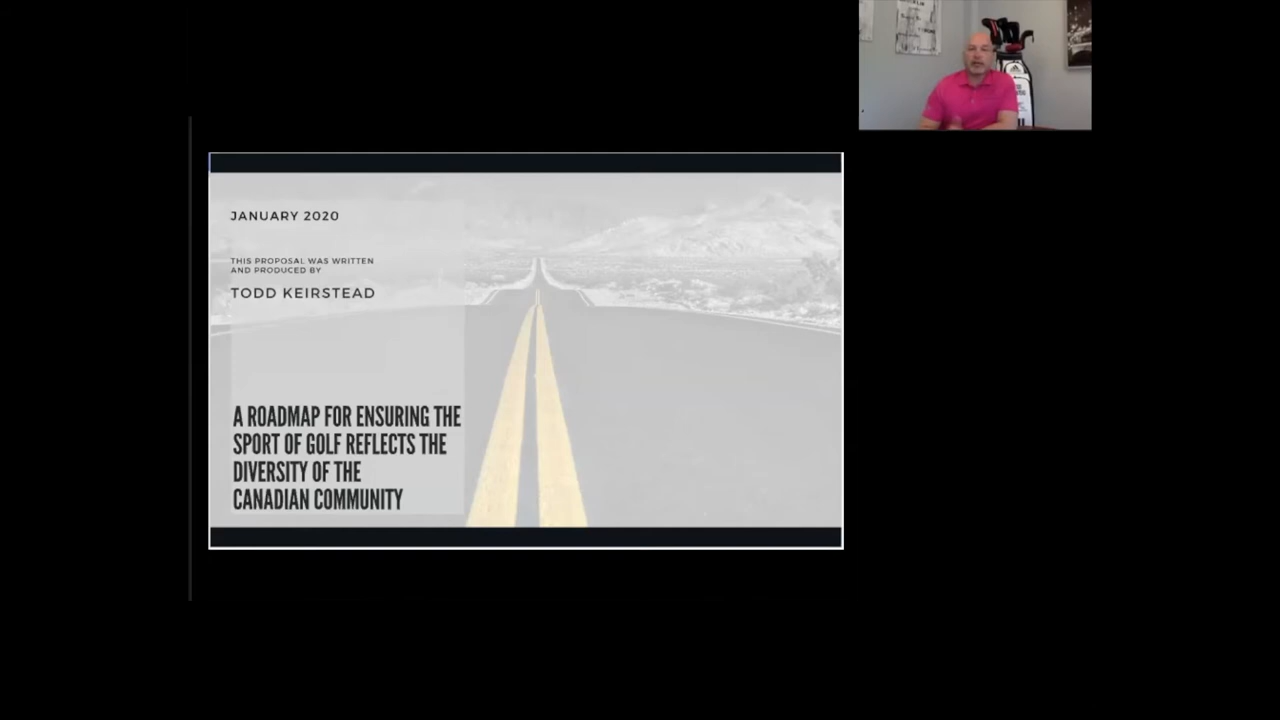 JANUARY 2020
THIS PROPOSAL WAS WRITTEN
AND PRODUCED BY
TODD KEIRSTEAD
A ROADMAP FOR ENSURING THE
SPORT OF GOLF REFLECTS THE
DIVERSITY OF THE
CANADIAN COMMUNITY